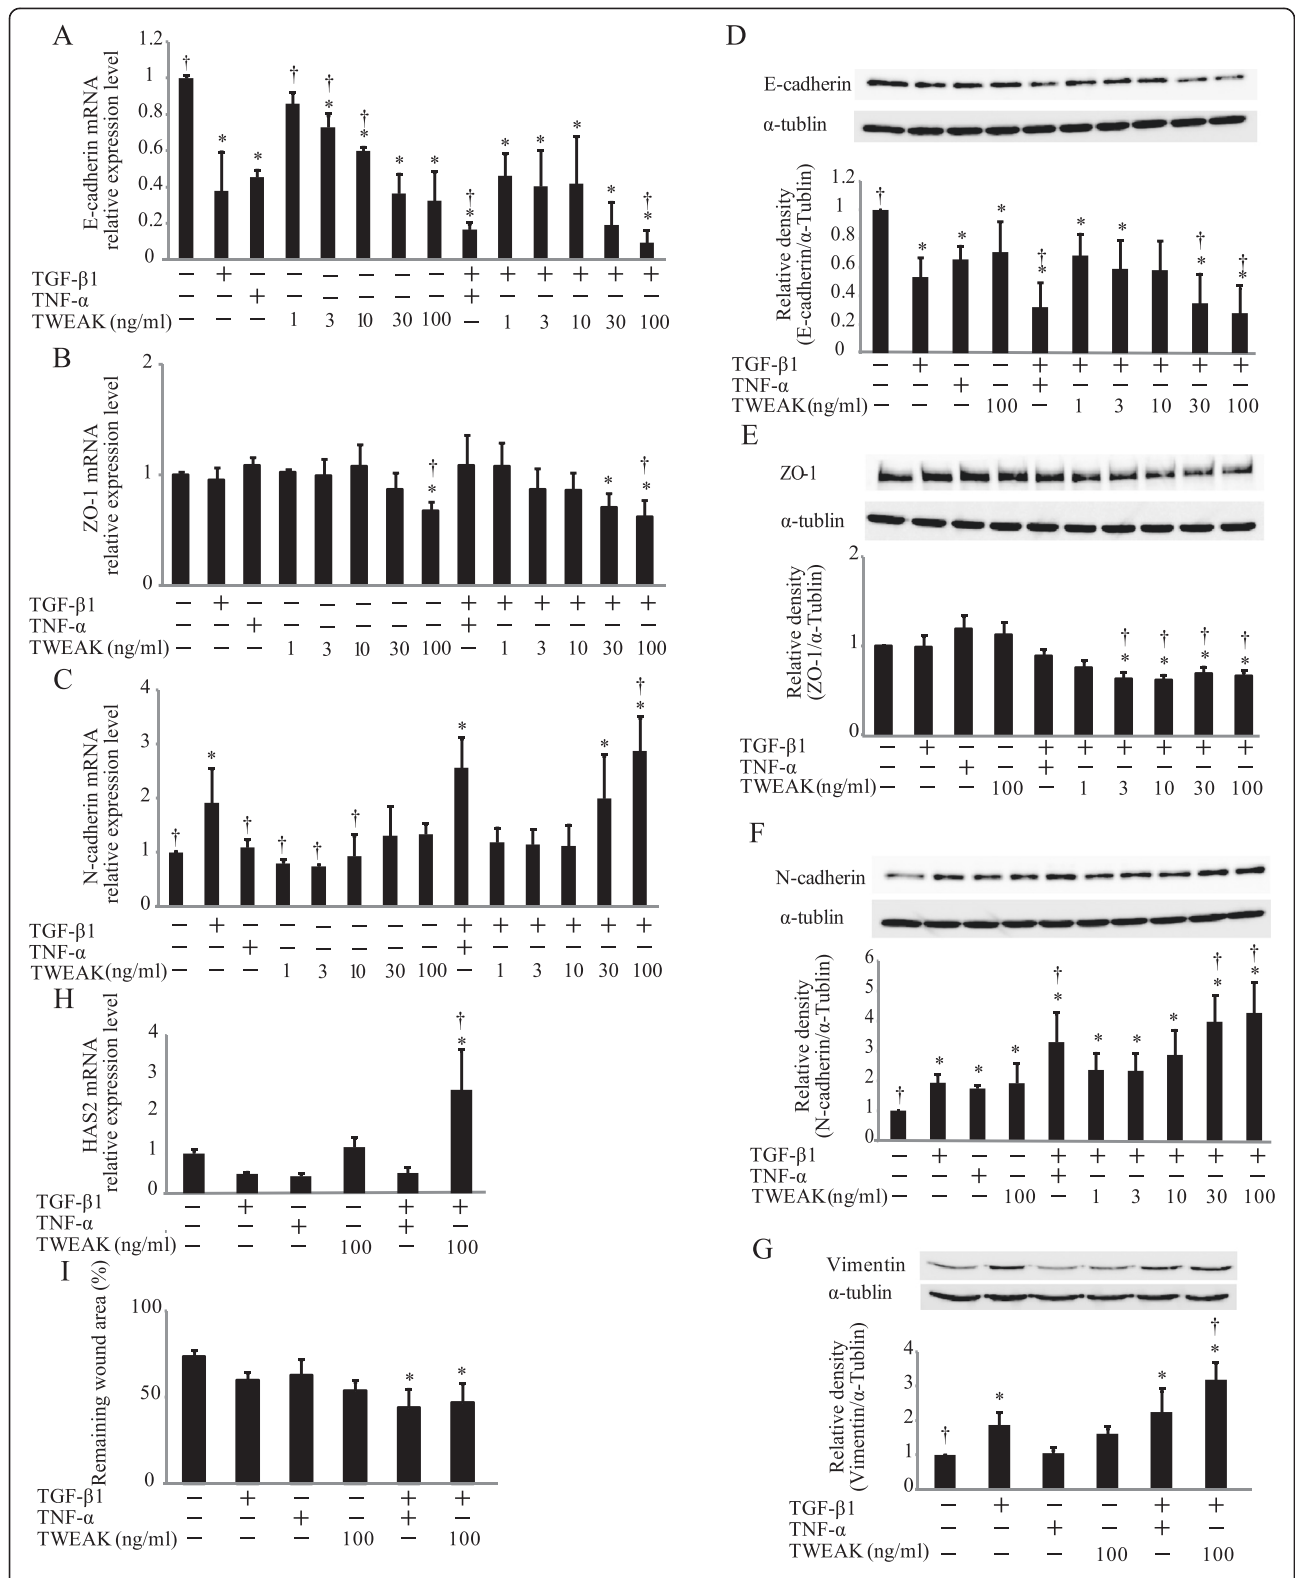 A
E-cadherin mRNA
relative expression level
1.2
1
0.8
0.6
0.4
0.2
0
† * * † † * † * * * † * * * * * † *
TGF-β1 − + − − − − − − + + + + + +
TNF-α − − + − − − − − + − − − − −
TWEAK (ng/ml) − − − 1 3 10 30 100 − 1 3 10 30 100
B
ZO-1 mRNA
relative expression level
2
1
0
† * * † *
TGF-β1 − + − − − − − − + + + + + +
TNF-α − − + − − − − − + − − − − −
TWEAK (ng/ml) − − − 1 3 10 30 100 − 1 3 10 30 100
C
N-cadherin mRNA
relative expression level
4
3
2
1
0
† * † † † † * * † *
TGF-β1 − + − − − − − − + + + + + +
TNF-α − − + − − − − − + − − − − −
TWEAK (ng/ml) − − − 1 3 10 30 100 − 1 3 10 30 100
H
HAS2 mRNA
relative expression level
4
3
2
1
0
† *
TGF-β1 − + − − + +
TNF-α − − + − + −
TWEAK (ng/ml) − − − 100 − 100
I
Remaining wound area (%)
100
50
0
* *
TGF-β1 − + − − + +
TNF-α − − + − + −
TWEAK (ng/ml) − − − 100 − 100
D
E-cadherin
α-tublin
Relative density
(E-cadherin/α-Tublin)
1.2
1
0.8
0.6
0.4
0.2
0
† * * * † * * * † * † *
TGF-β1 − + − − + + + + + +
TNF-α − − + − + − − − − −
TWEAK (ng/ml) − − − 100 − 1 3 10 30 100
E
ZO-1
α-tublin
Relative density
(ZO-1/α-Tublin)
2
1
0
† * † * † * † *
TGF-β1 − + − − + + + + + +
TNF-α − − + − + − − − − −
TWEAK (ng/ml) − − − 100 − 1 3 10 30 100
F
N-cadherin
α-tublin
Relative density
(N-cadherin/α-Tublin)
6
5
4
3
2
1
0
† * * * † * * * * † * † *
TGF-β1 − + − − + + + + + +
TNF-α − − + − + − − − − −
TWEAK (ng/ml) − − − 100 − 1 3 10 30 100
G
Vimentin
α-tublin
Relative density
(Vimentin/α-Tublin)
4
3
2
1
0
† * * † *
TGF-β1 − + − − + +
TNF-α − − + − + −
TWEAK (ng/ml) − − − 100 − 100